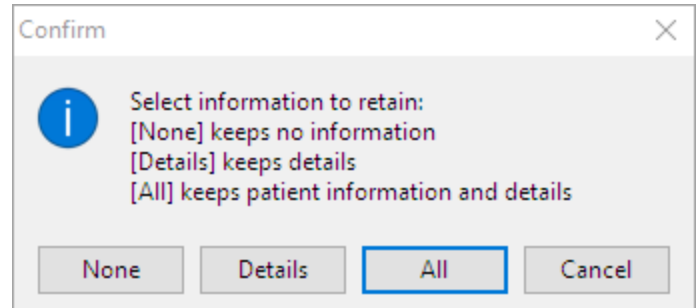 Confirm
Select information to retain:
[None] keeps no information
[Details] keeps details
[All] keeps patient information and details
None Details All Cancel